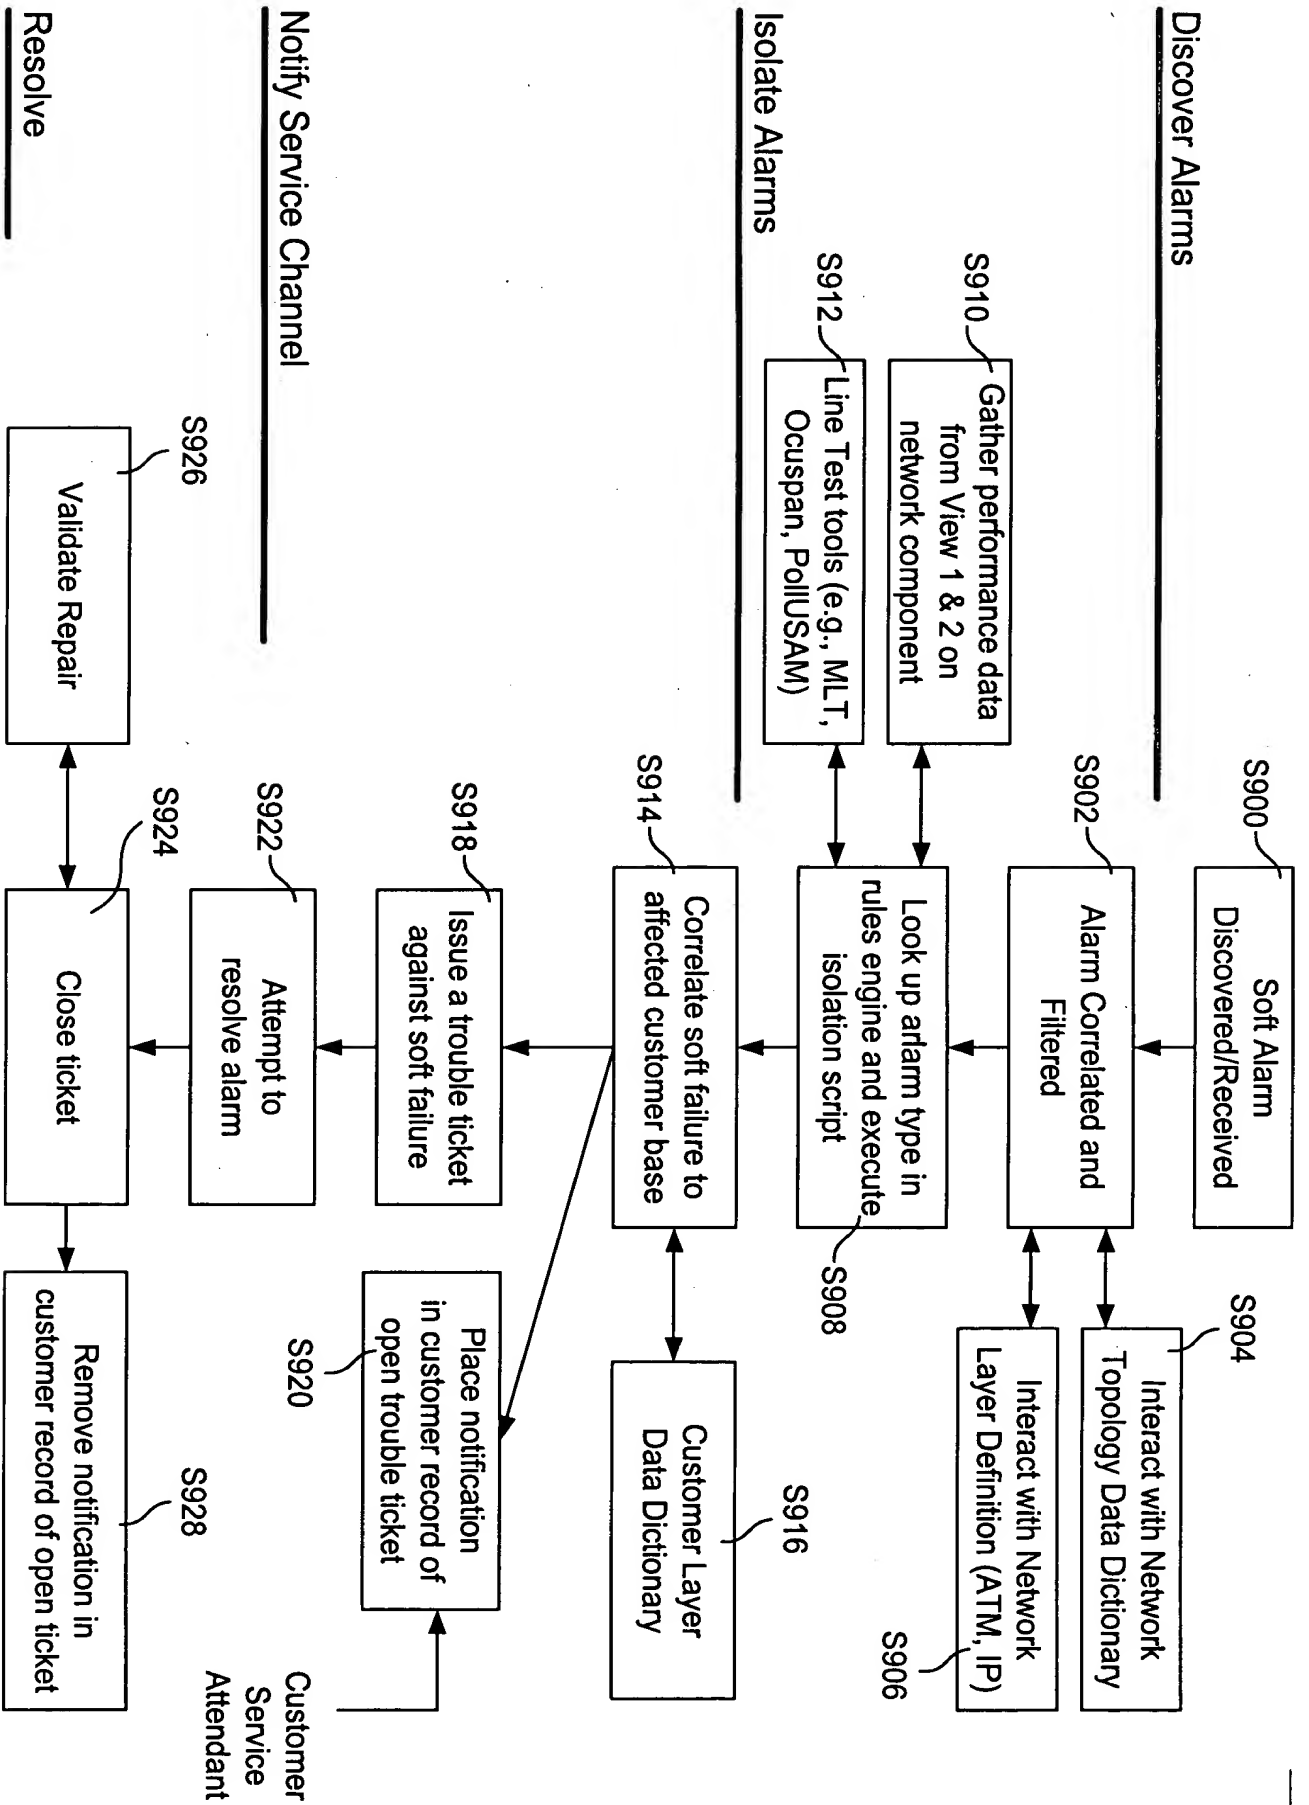 S900
Soft Alarm
Discovered/Received
Discover Alarms
S902
Alarm Correlated and
Filtered
S904
Interact with Network
Topology Data Dictionary
Interact with Network
Layer Definition (ATM, IP)
S906
S910
Gather performance data
from View 1 & 2 on
network component
S912
Line Test tools (e.g., MLT,
Ocuspan, PollUSAM)
Look up arlarm type in
rules engine and execute
isolation script
S908
Isolate Alarms
S914
Correlate soft failure to
affected customer base
S916
Customer Layer
Data Dictionary
S918
Issue a trouble ticket
against soft failure
Place notification
in customer record of
open trouble ticket
S920
Customer
Service
Attendant
Notify Service Channel
S922
Attempt to
resolve alarm
S926
Validate Repair
S924
Close ticket
S928
Remove notification in
customer record of open ticket
Resolve